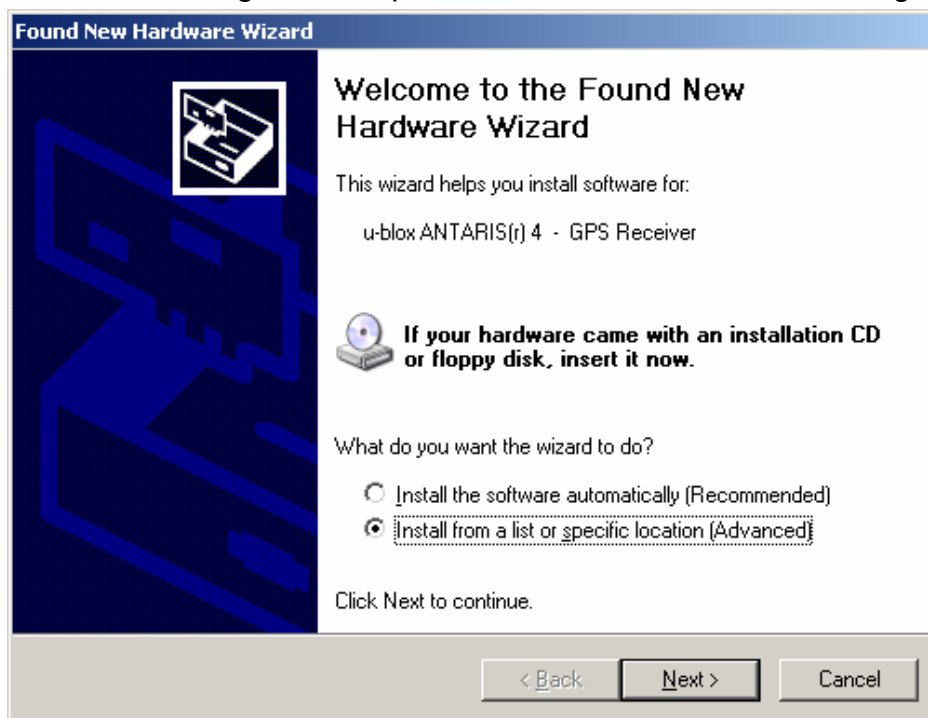 Found New Hardware Wizard
Welcome to the Found New
Hardware Wizard
This wizard helps you install software for:
u-blox ANTARIS(r) 4 - GPS Receiver
If your hardware came with an installation CD
or floppy disk, insert it now.
What do you want the wizard to do?
Install the software automatically (Recommended)
Install from a list or specific location (Advanced)
Click Next to continue.
< Back
Next >
Cancel